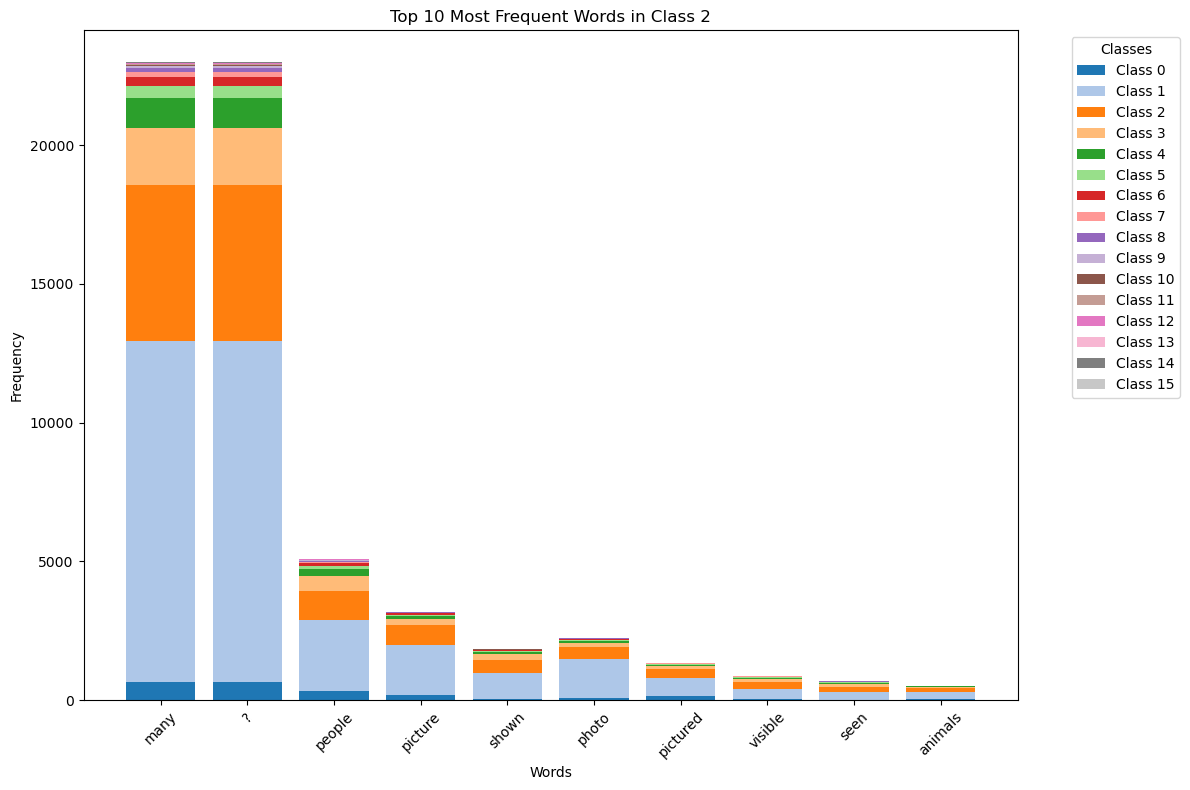 Top 10 Most Frequent Words in Class 2
Frequency
20000
15000
10000
5000
0
many
?
people
picture
shown
photo
pictured
visible
seen
animals
Words
Classes
Class 0
Class 1
Class 2
Class 3
Class 4
Class 5
Class 6
Class 7
Class 8
Class 9
Class 10
Class 11
Class 12
Class 13
Class 14
Class 15